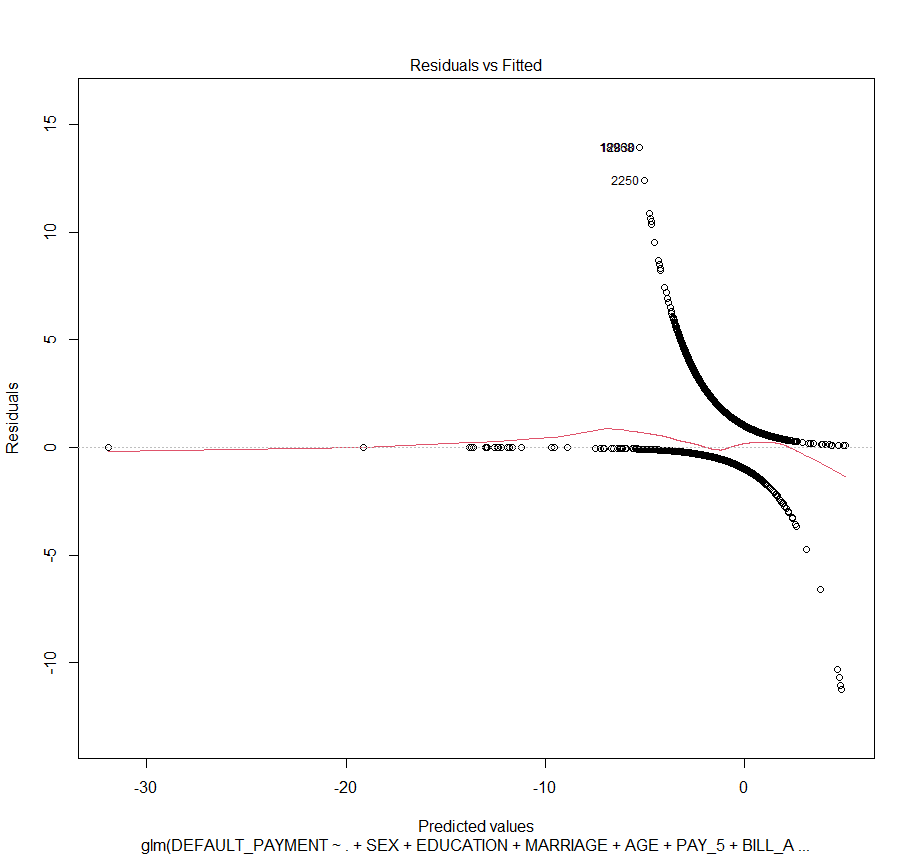 Residuals vs Fitted
15
10
5
0
-5
-10
2250
Residuals
-30
-20
-10
0
Predicted values
glm(DEFAULT_PAYMENT ~ . + SEX + EDUCATION + MARRIAGE + AGE + PAY_5 + BILL_A ...